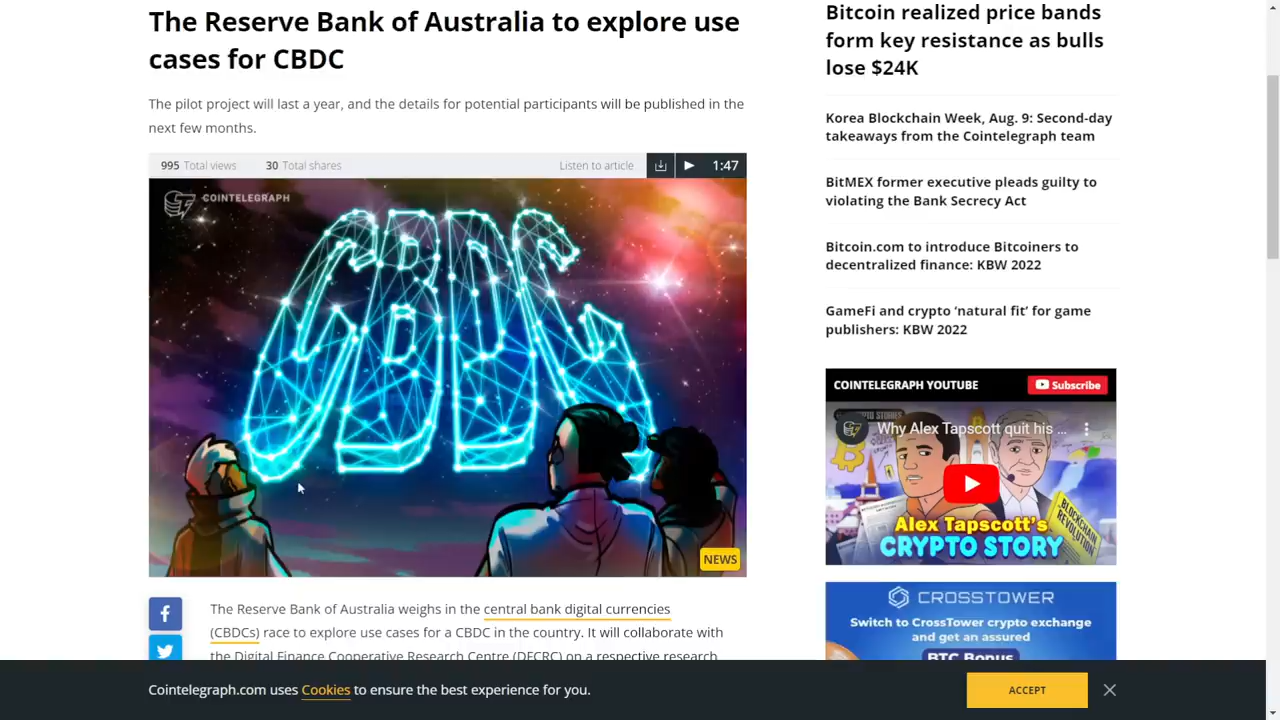 The Reserve Bank of Australia to explore use
cases for CBDC
The pilot project will last a year, and the details for potential participants will be published in the
next few months.
995 Total views
30 Total shares
Listen to article
1:47
COINTELEGRAPH
CBDC
NEWS
The Reserve Bank of Australia weighs in the central bank digital currencies
(CBDCs) race to explore use cases for a CBDC in the country. It will collaborate with
the Digital Finance Cooperative Research Centre (DFCRC) on a respective research
Bitcoin realized price bands
form key resistance as bulls
lose $24K
Korea Blockchain Week, Aug. 9: Second-day
takeaways from the Cointelegraph team
BitMEX former executive pleads guilty to
violating the Bank Secrecy Act
Bitcoin.com to introduce Bitcoiners to
decentralized finance: KBW 2022
GameFi and crypto ‘natural fit’ for game
publishers: KBW 2022
COINTELEGRAPH YOUTUBE
Subscribe
Why Alex Tapscott quit his ...
BLOCKCHAIN
REVOLUTION
Alex Tapscott's
CRYPTO STORY
CROSSTOWER
Switch to CrossTower crypto exchange
and get an assured
BTC Bonus
Cointelegraph.com uses Cookies to ensure the best experience for you.
ACCEPT